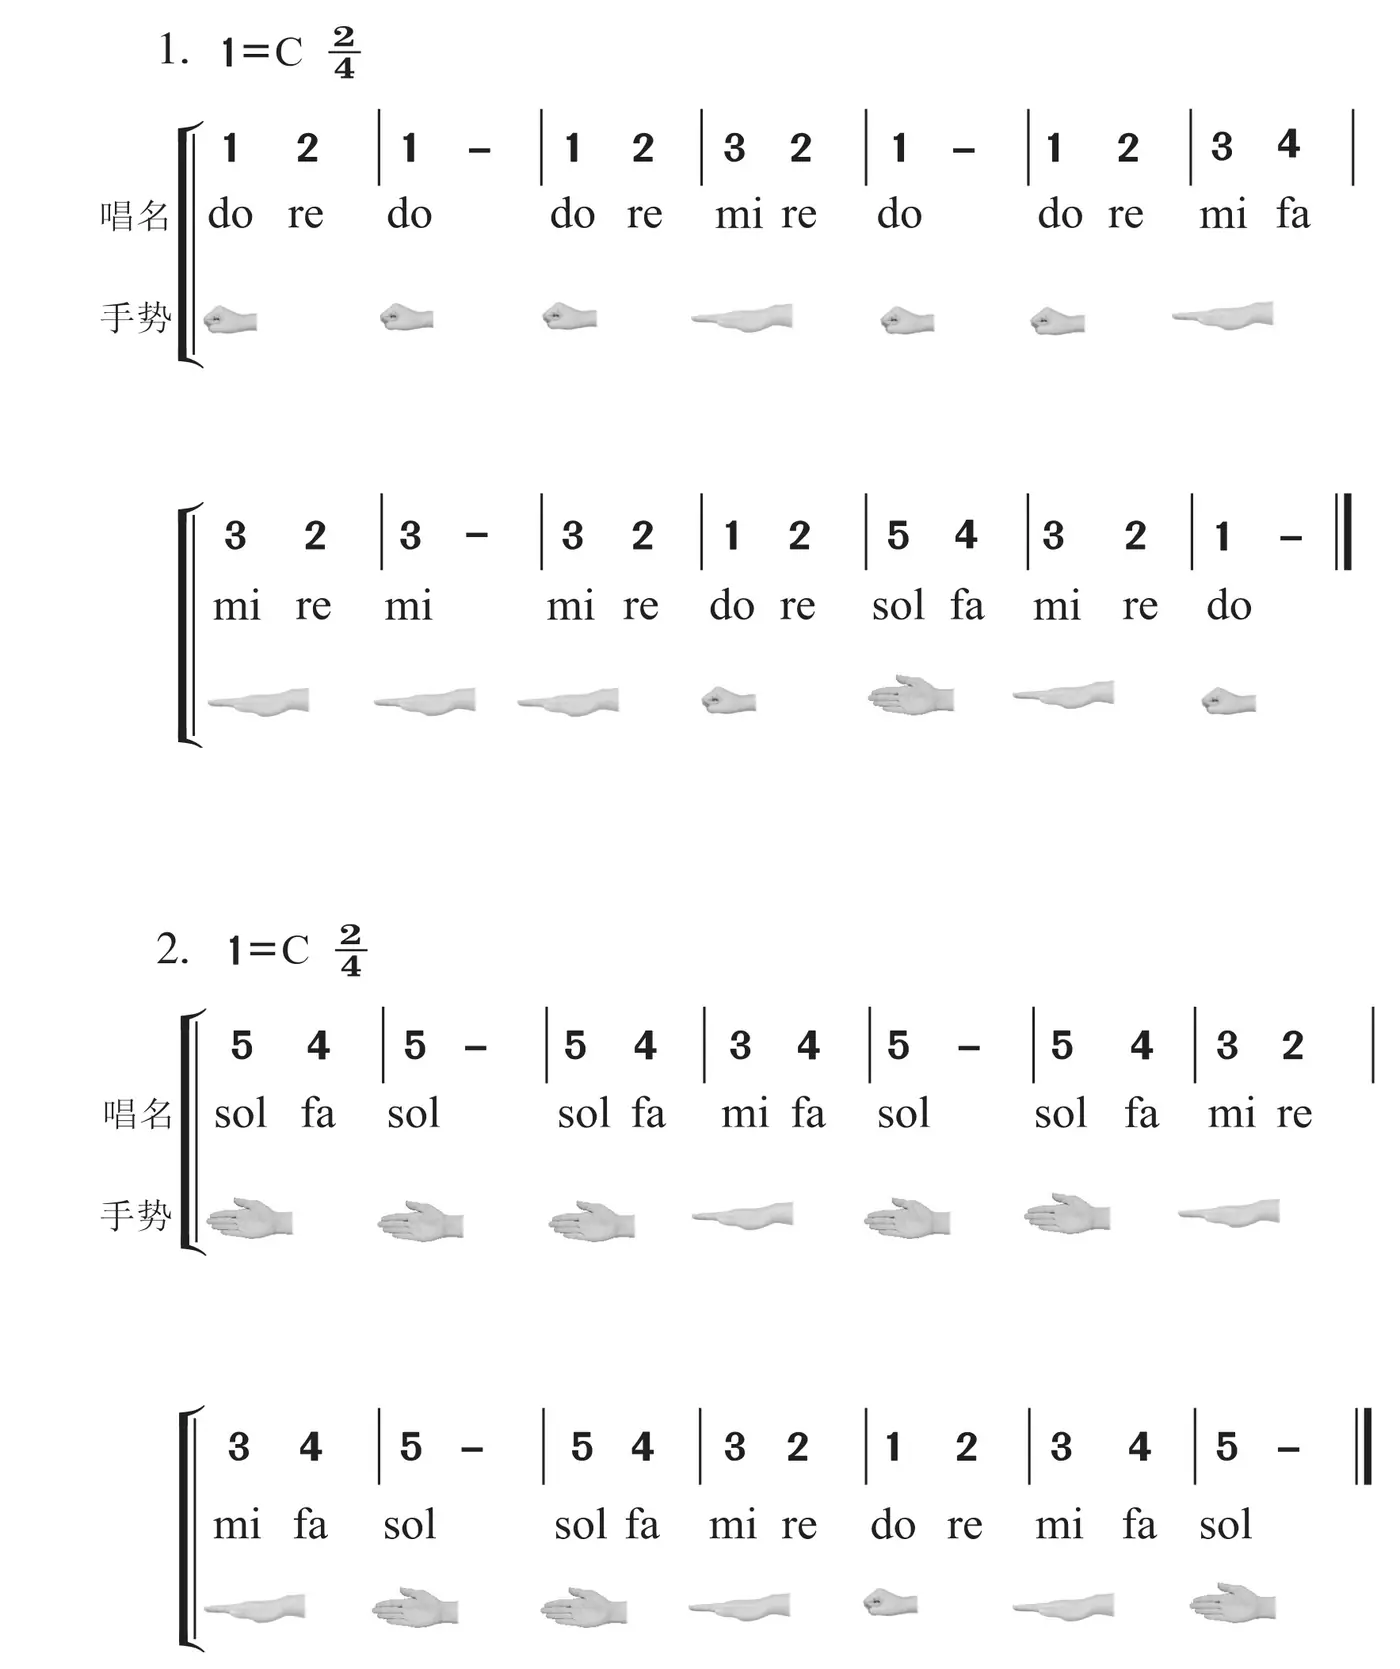 1. 1=C 2/4
1 2 | 1 – | 1 2 | 3 2 | 1 – | 1 2 | 3 4 |
唱名 do re do do re mi re do do re mi fa
手势
3 2 | 3 – | 3 2 | 1 2 | 5 4 | 3 2 | 1 – ‖
mi re mi mi re do re sol fa mi re do
2. 1=C 2/4
5 4 | 5 – | 5 4 | 3 4 | 5 – | 5 4 | 3 2 |
唱名 sol fa sol sol fa mi fa sol sol fa mi re
手势
3 4 | 5 – | 5 4 | 3 2 | 1 2 | 3 4 | 5 – ‖
mi fa sol sol fa mi re do re mi fa sol